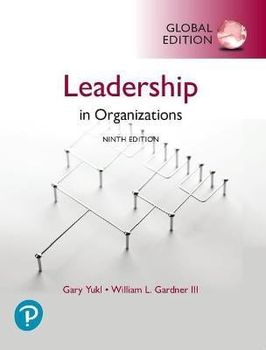 GLOBAL
EDITION
Leadership
in Organizations
NINTH EDITION
Gary Yukl • William L. Gardner III
P